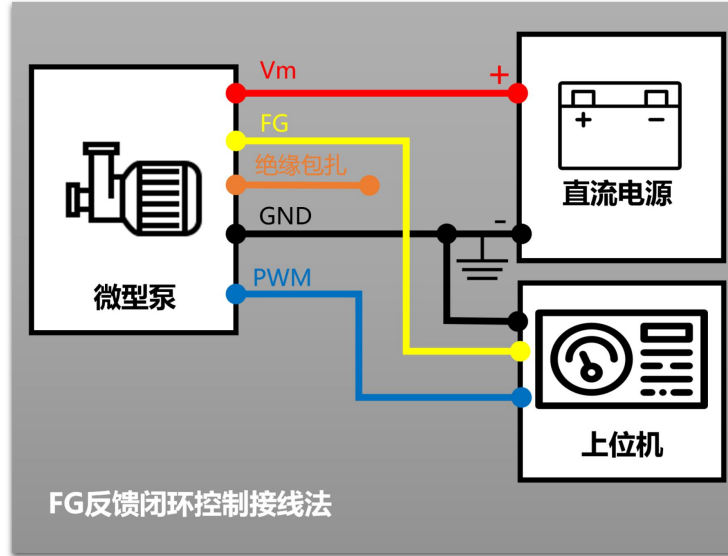 Vm
+
FG
绝缘包扎
GND
-
PWM
微型泵
+ -
直流电源
上位机
FG反馈闭环控制接线法